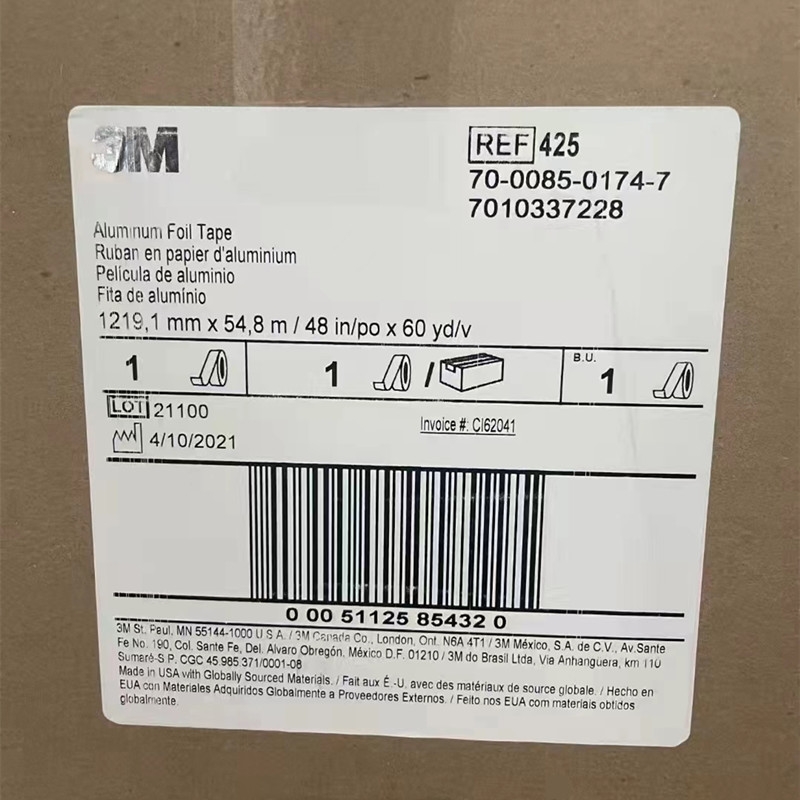 3M
REF 425
70-0085-0174-7
7010337228
Aluminum Foil Tape
Ruban en papier d'aluminium
Película de aluminio
Fita de alumínio
1219,1 mm x 54,8 m / 48 in/po x 60 yd/v
1 1 / B.U. 1
LOT 21100
4/10/2021
Invoice #: CI62041
0 00 51125 85432 0
3M St. Paul, MN 55144-1000 U S A. / 3M Canada Co., London, Ont. N6A 4T1 / 3M México, S.A. de C.V., Av.Sante
Fe No. 190, Col. Sante Fe, Del. Alvaro Obregón, México D.F. 01210 / 3M do Brasil Ltda, Via Anhanguera, km 110
Sumaré-S P. CGC 45 985 371/0001-08
Made in USA with Globally Sourced Materials. / Fait aux É.-U. avec des matériaux de source globale. / Hecho en
EUA con Materiales Adquiridos Globalmente a Proveedores Externos. / Feito nos EUA com materiais obtidos
globalmente.